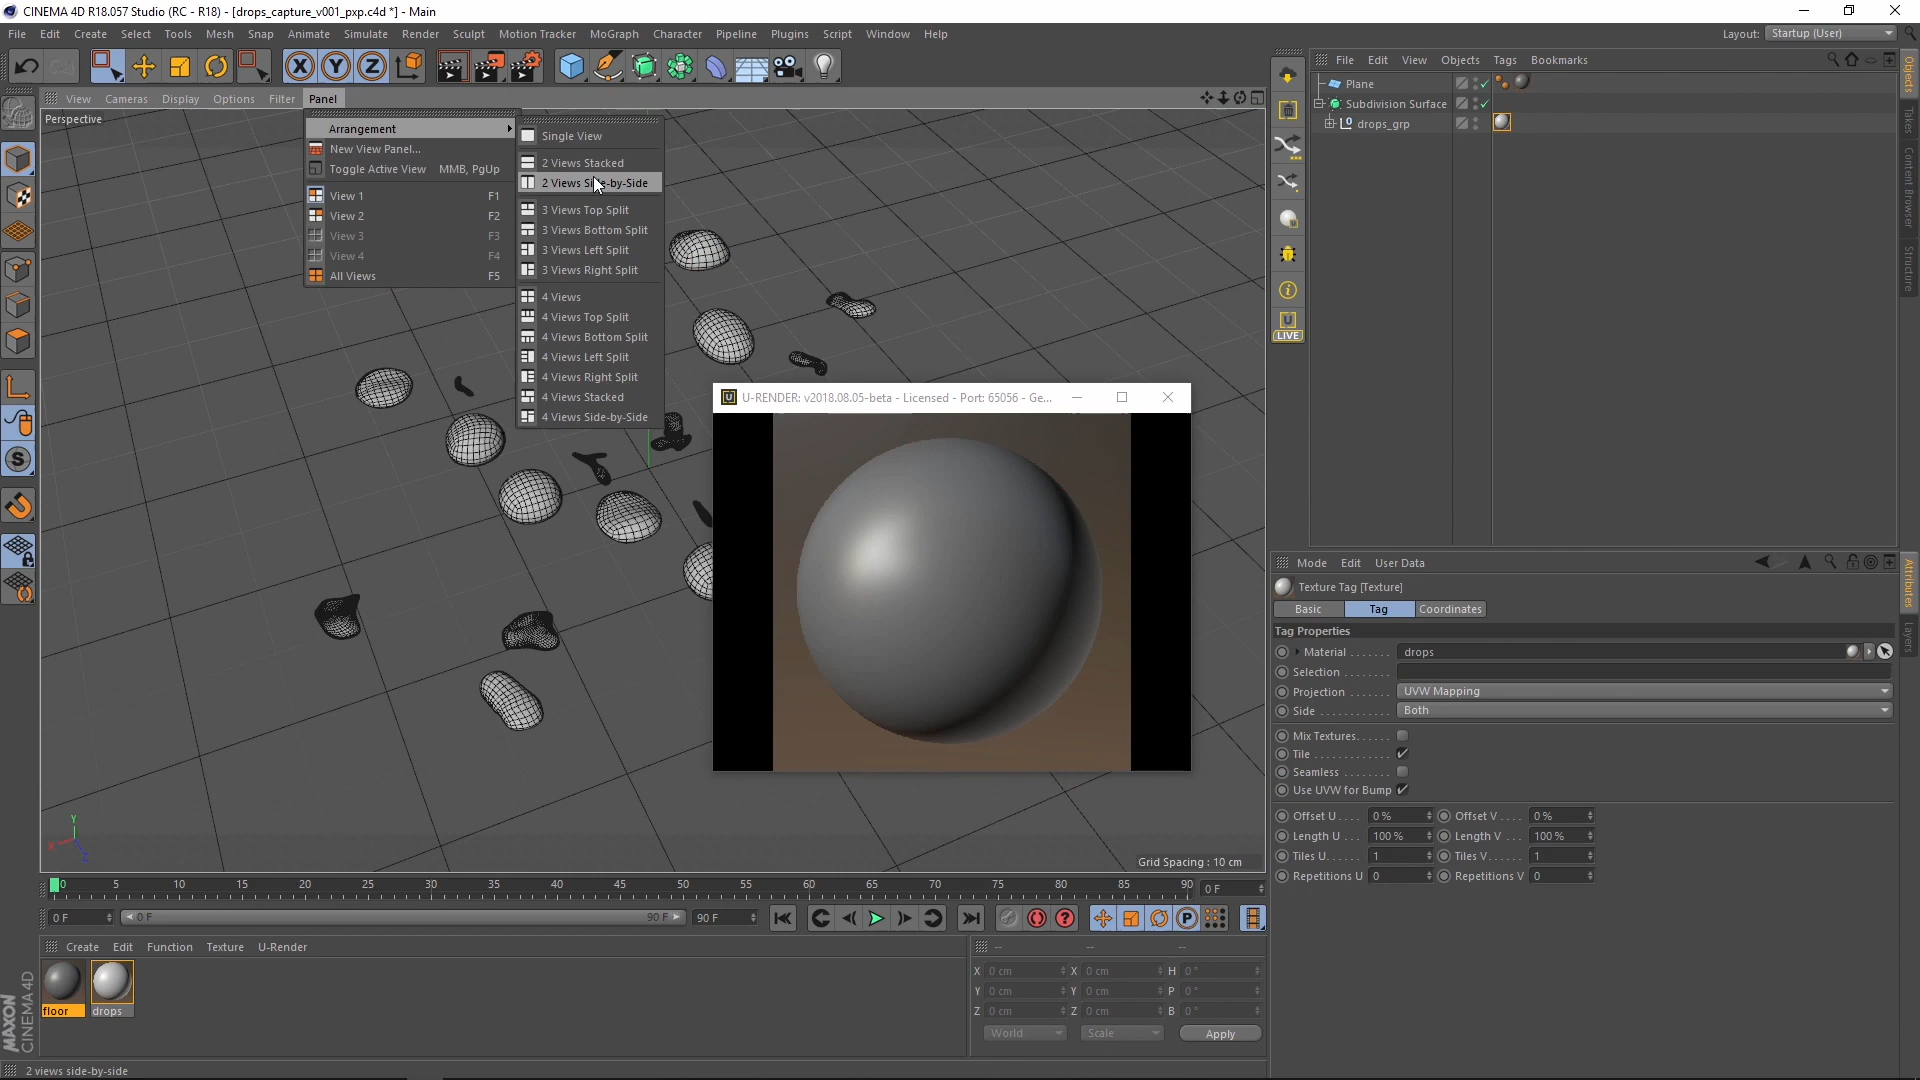 CINEMA 4D R18.057 Studio (RC - R18) - [drops_capture_v001_pxp.c4d *] - Main
File Edit Create Select Tools Mesh Snap Animate Simulate Render Sculpt Motion Tracker MoGraph Character Pipeline Plugins Script Window Help Layout: Startup (User)
X Y Z
File Edit View Objects Tags Bookmarks
View Cameras Display Options Filter Panel
Perspective
Arrangement
New View Panel...
Toggle Active View MMB, PgUp
View 1 F1
View 2 F2
View 3 F3
View 4 F4
All Views F5
Single View
2 Views Stacked
2 Views Side-by-Side
3 Views Top Split
3 Views Bottom Split
3 Views Left Split
3 Views Right Split
4 Views
4 Views Top Split
4 Views Bottom Split
4 Views Left Split
4 Views Right Split
4 Views Stacked
4 Views Side-by-Side
U-RENDER: v2018.08.05-beta - Licensed - Port: 65056 - Ge...
U
LIVE
Plane
Subdivision Surface
drops_grp
Objects
Takes
Content Browser
Structure
Mode Edit User Data
Texture Tag [Texture]
Basic Tag Coordinates
Tag Properties
Material drops
Selection
Projection UVW Mapping
Side Both
Mix Textures
Tile
Seamless
Use UVW for Bump
Offset U 0 % Offset V 0 %
Length U 100 % Length V 100 %
Tiles U 1 Tiles V 1
Repetitions U 0 Repetitions V 0
Attributes
Layers
S
Y
X
Z
Grid Spacing : 10 cm
0 5 10 15 20 25 30 35 40 45 50 55 60 65 70 75 80 85 90 0 F
0 F 0 F 90 F 90 F ? P
Create Edit Function Texture U-Render
floor
drops
-- -- --
X 0 cm X 0 cm H 0 °
Y 0 cm Y 0 cm P 0 °
Z 0 cm Z 0 cm B 0 °
World Scale Apply
MAXON
CINEMA 4D
2 views side-by-side